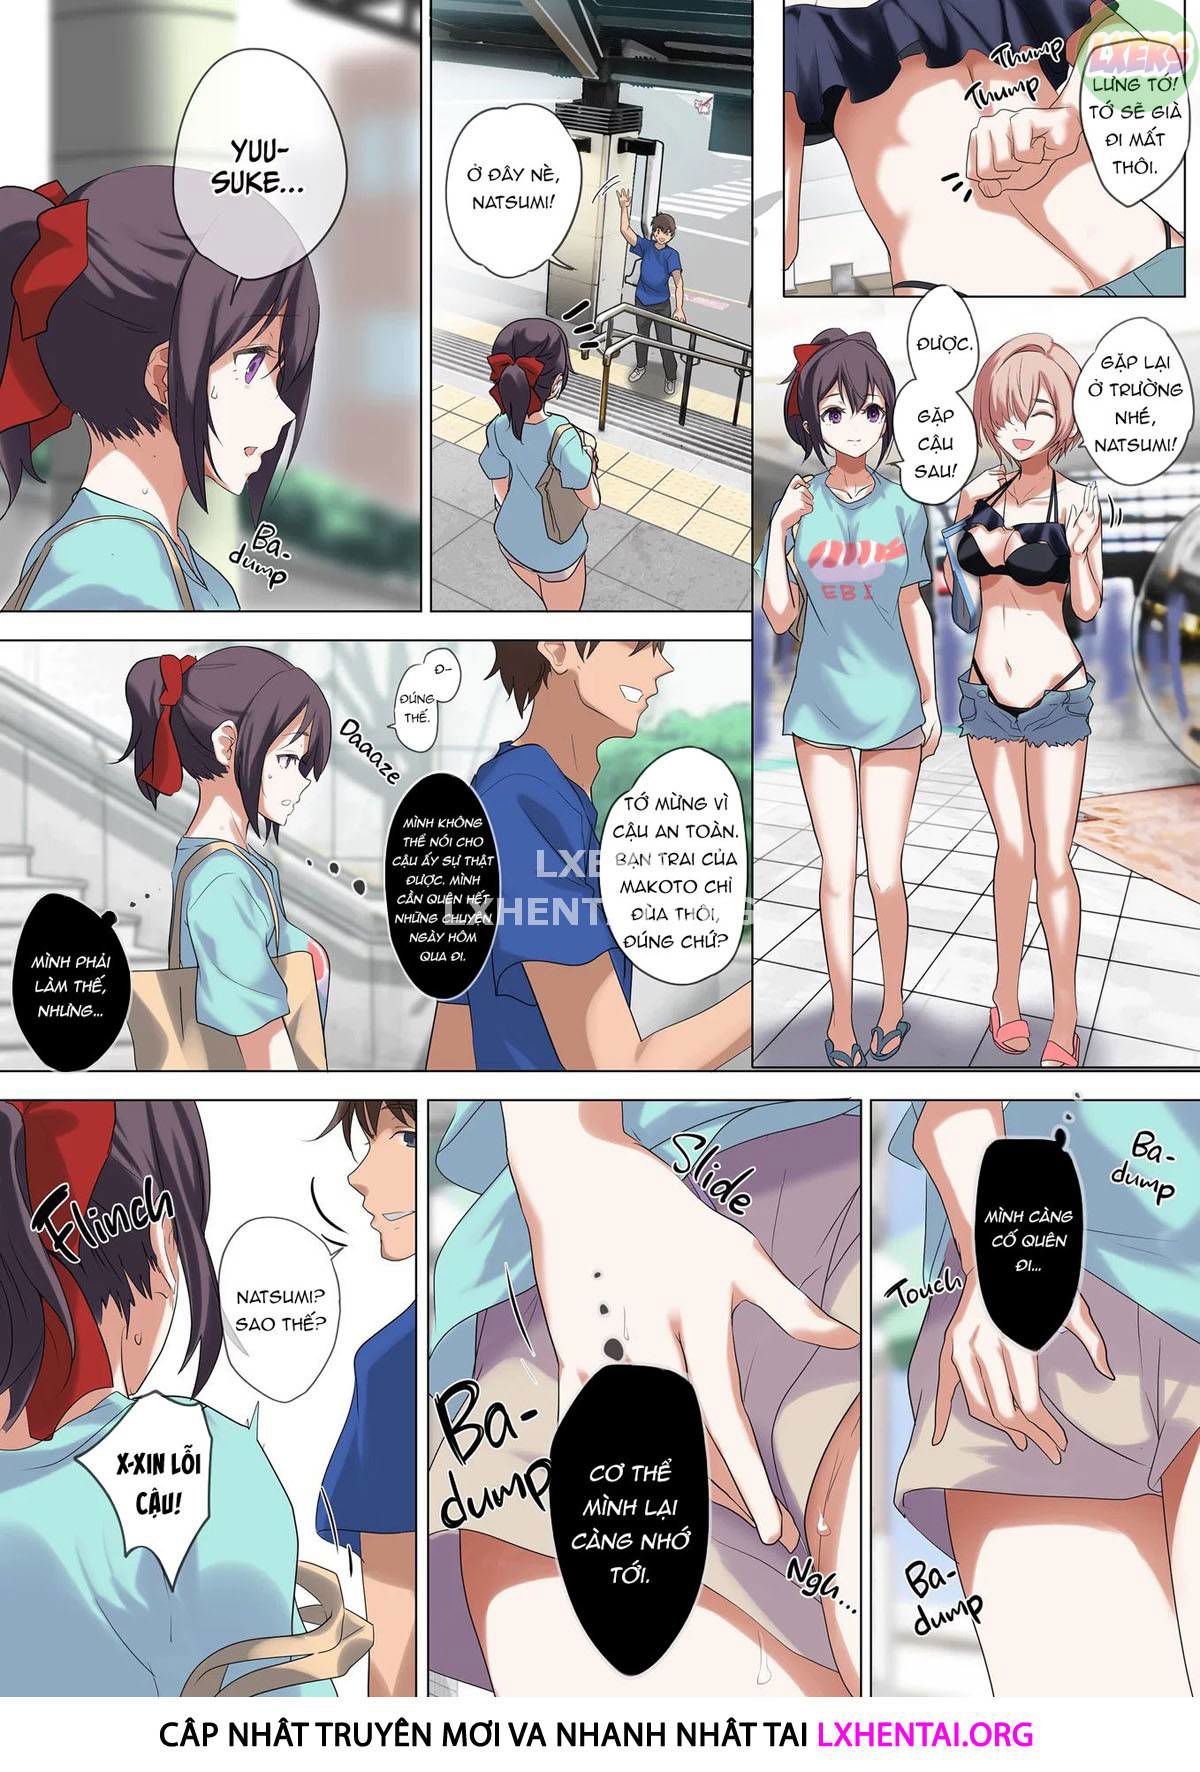 LXERS
LƯNG TỚ!
TỚ SẼ GIÀ
ĐI MẤT
THÔI.
Thump
Thump
GẶP LẠI
Ở TRƯỜNG
NHÉ,
NATSUMI!
ĐƯỢC.
GẶP
CẬU
SAU!
EBI
Ở ĐÂY NÈ,
NATSUMI!
YUU-
SUKE...
Ba-
dump
TỚ MỪNG VÌ
CẬU AN TOÀN.
BẠN TRAI CỦA
MAKOTO CHỈ
ĐÙA THÔI,
ĐÚNG CHỨ?
Đ-
ĐÚNG
THẾ.
Daaaze
MÌNH KHÔNG
THỂ NÓI CHO
CẬU ẤY SỰ THẬT
ĐƯỢC. MÌNH
CẦN QUÊN HẾT
NHỮNG CHUYỆN
NGÀY HÔM
QUA ĐI.
MÌNH PHẢI
LÀM THẾ,
NHƯNG...
Ba-
dump
MÌNH CÀNG
CỐ QUÊN
ĐI...
Touch
Ba-
dump
Slide
Ba-
dump
CƠ THỂ
MÌNH LẠI
CÀNG NHỚ
TỚI.
Ngh...
Flinch
NATSUMI?
SAO THẾ?
X-XIN LỖI
CẬU!
CẬP NHẬT TRUYỆN MỚI VÀ NHANH NHẤT TẠI LXHENTAI.ORG